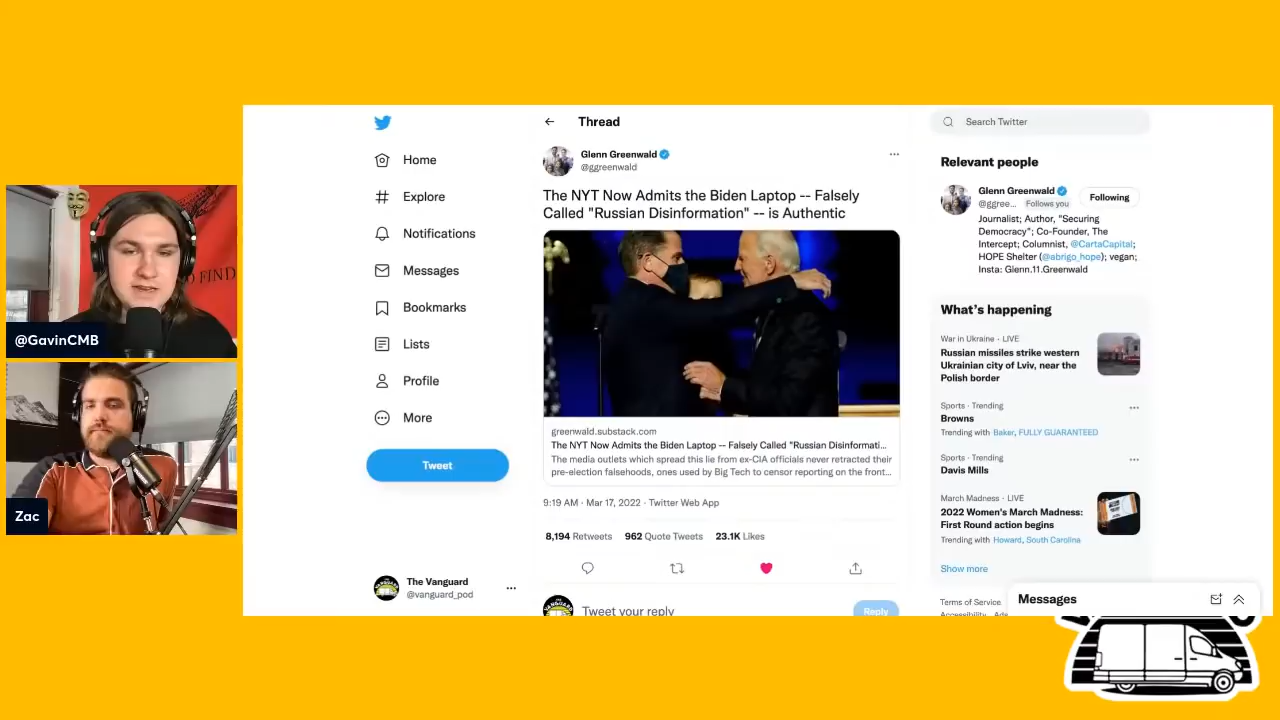 @GavinCMB
Zac
D FIND
Home
Explore
Notifications
Messages
Bookmarks
Lists
Profile
More
Tweet
The Vanguard
@vanguard_pod
Thread
Glenn Greenwald
@ggreenwald
The NYT Now Admits the Biden Laptop -- Falsely
Called "Russian Disinformation" -- is Authentic
greenwald.substack.com
The NYT Now Admits the Biden Laptop -- Falsely Called "Russian Disinformati...
The media outlets which spread this lie from ex-CIA officials never retracted their
pre-election falsehoods, ones used by Big Tech to censor reporting on the front...
9:19 AM · Mar 17, 2022 · Twitter Web App
8,194 Retweets 962 Quote Tweets 23.1K Likes
Tweet your reply
Reply
Search Twitter
Relevant people
Glenn Greenwald
@ggree... Follows you
Following
Journalist; Author, "Securing
Democracy"; Co-Founder, The
Intercept; Columnist, @CartaCapital;
HOPE Shelter (@abrigo_hope); vegan;
Insta: Glenn.11.Greenwald
What's happening
War in Ukraine · LIVE
Russian missiles strike western
Ukrainian city of Lviv, near the
Polish border
Sports · Trending
Browns
Trending with Baker, FULLY GUARANTEED
Sports · Trending
Davis Mills
March Madness · LIVE
2022 Women's March Madness:
First Round action begins
Trending with Howard, South Carolina
Show more
Terms of Service
Messages